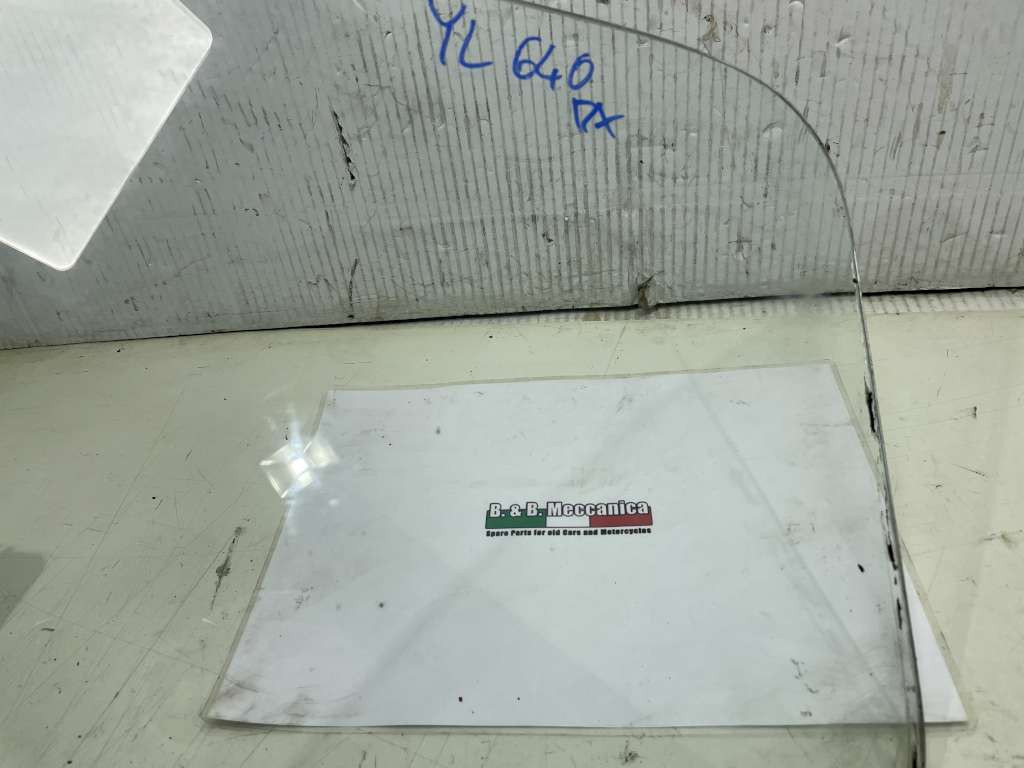 YL 640
DX
B. & B. Meccanica
Spare Parts for old Cars and Motorcycles